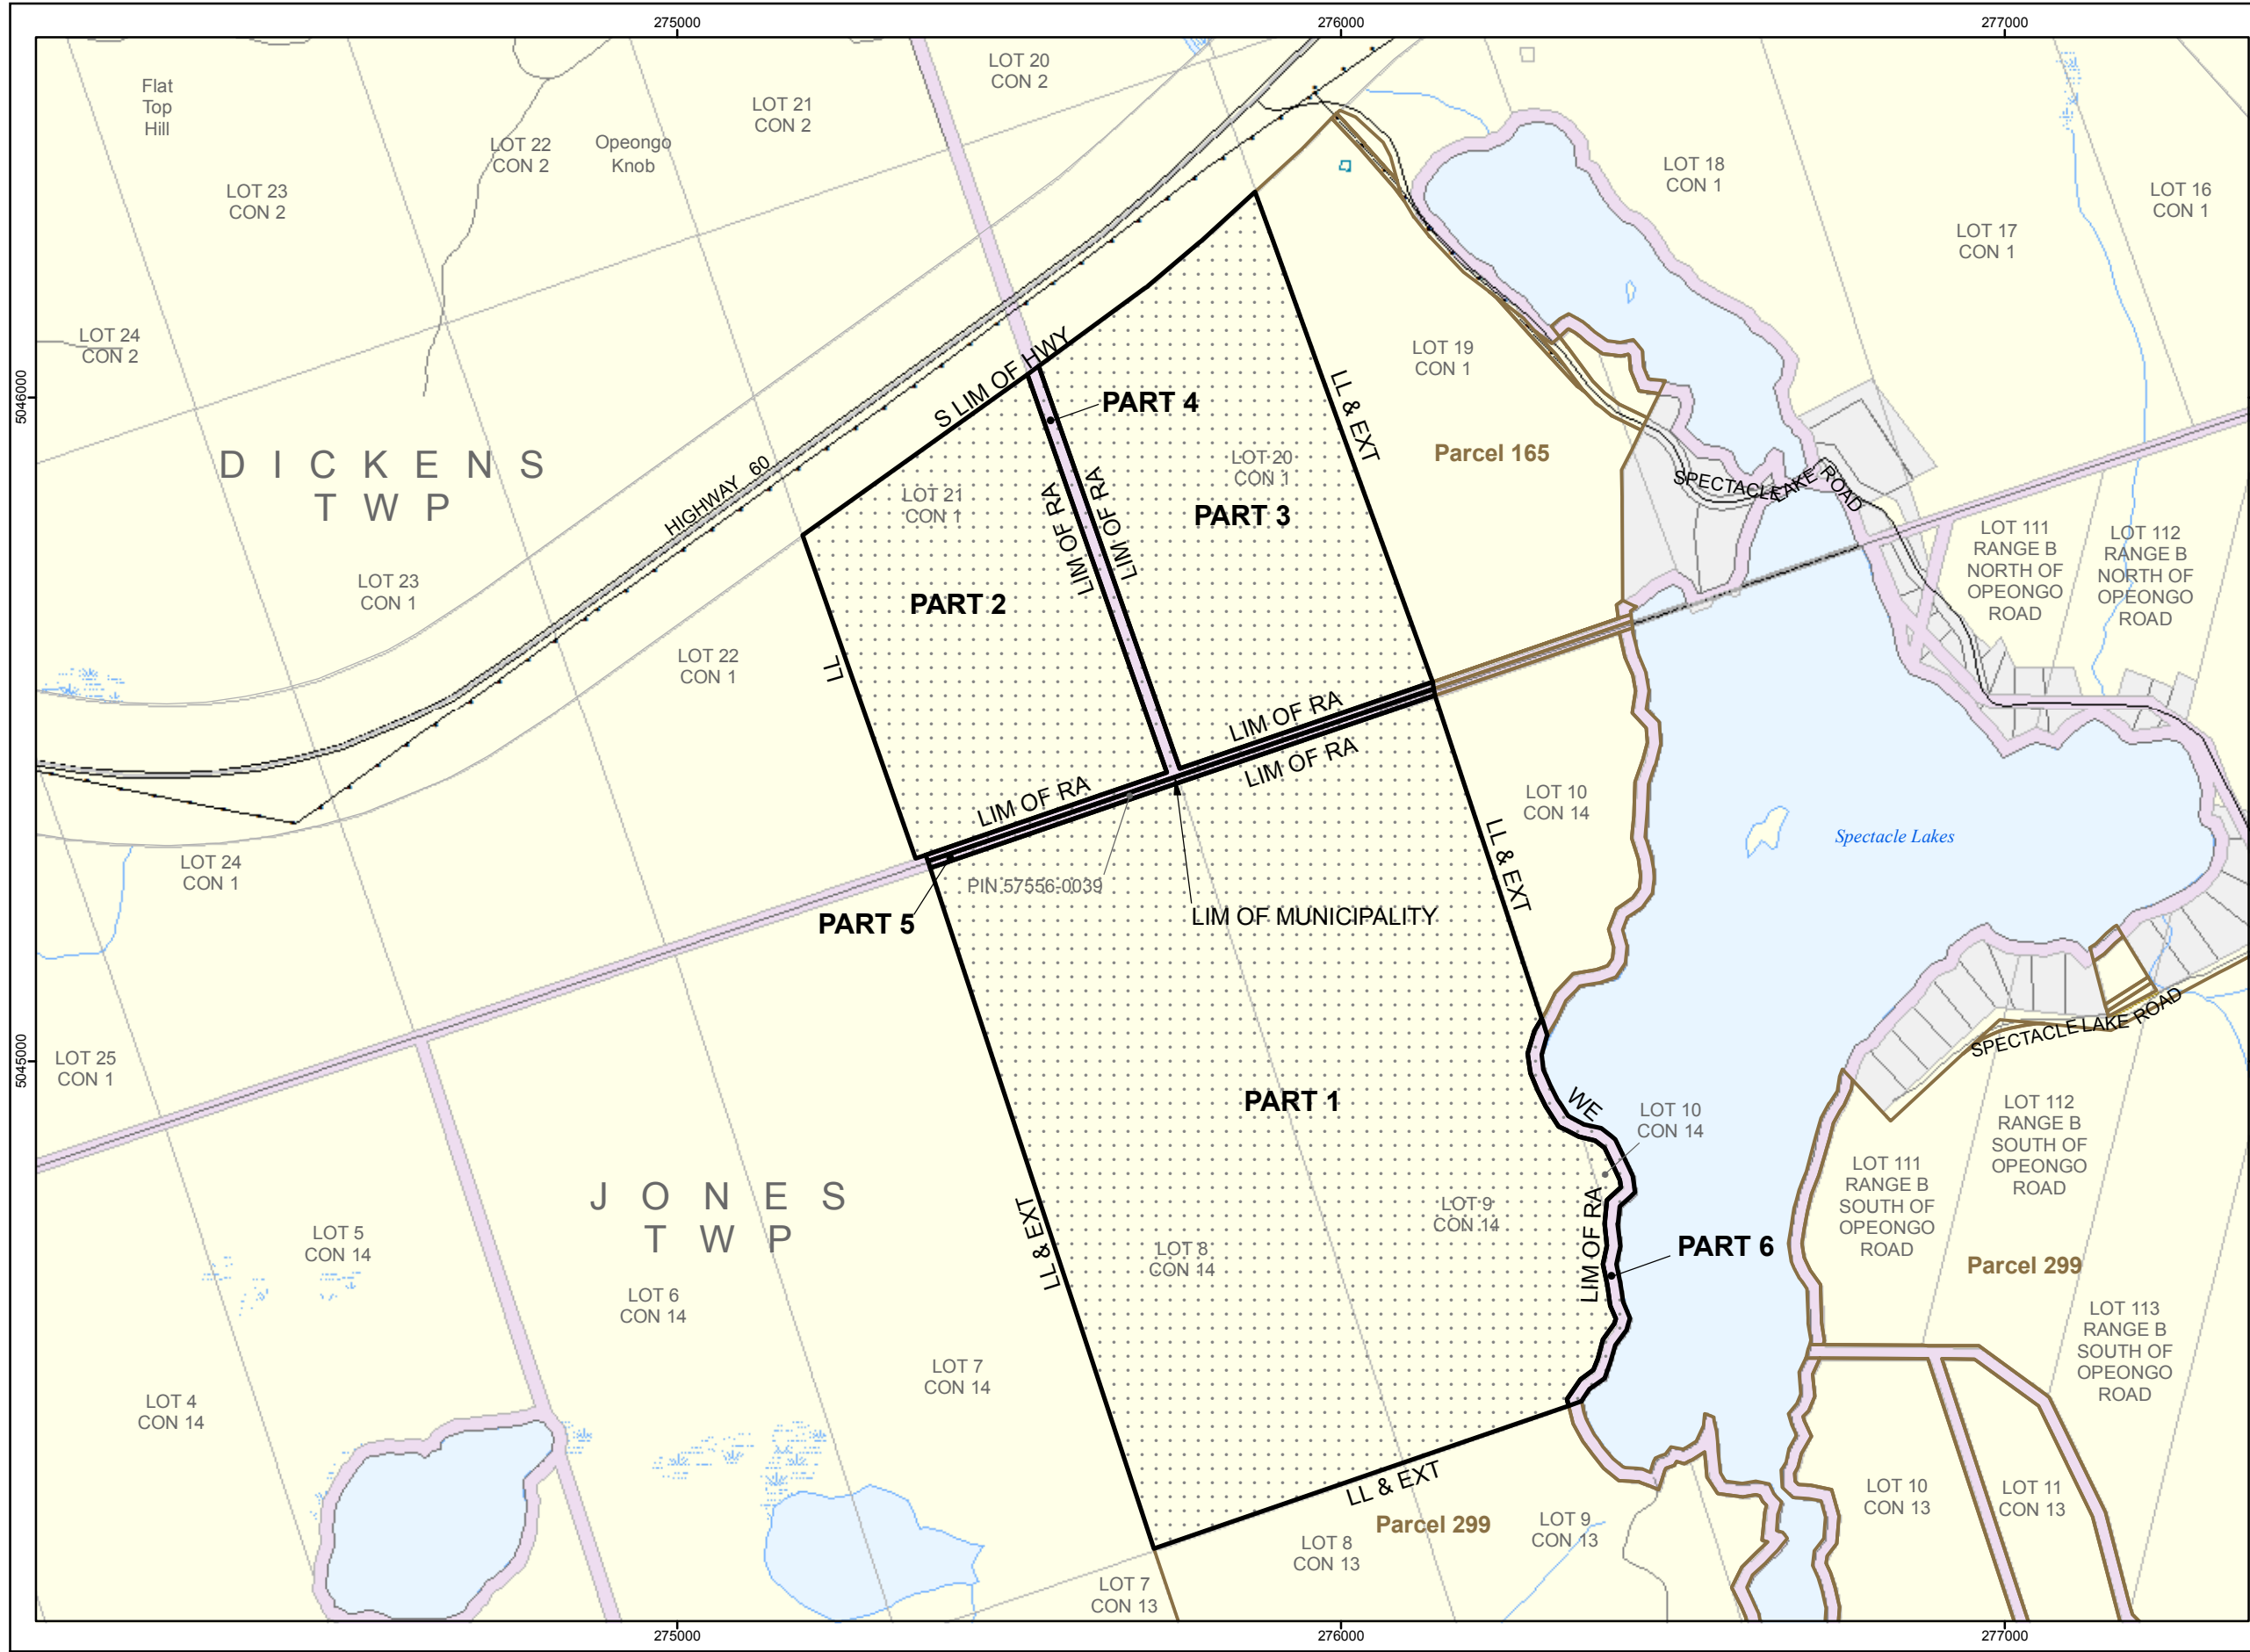 275000
276000
277000
Flat
Top
Hill
LOT 20
CON 2
LOT 21
CON 2
LOT 22
CON 2
Opeongo
Knob
LOT 23
CON 2
LOT 18
CON 1
LOT 16
CON 1
LOT 17
CON 1
LOT 24
CON 2
LOT 19
CON 1
5046000
S LIM OF HWY
PART 4
LL & EXT
Parcel 165
DICKENS
TWP
HIGHWAY 60
LOT 20
CON 1
LOT 21
CON 1
LIM OF RA
LIM OF RA
PART 3
SPECTACLE LAKE ROAD
LOT 111
RANGE B
NORTH OF
OPEONGO
ROAD
LOT 112
RANGE B
NORTH OF
OPEONGO
ROAD
LOT 23
CON 1
PART 2
LL
LOT 22
CON 1
LIM OF RA
LIM OF RA
LIM OF RA
LOT 10
CON 14
Spectacle Lakes
LOT 24
CON 1
PIN 57556-0039
PART 5
LIM OF MUNICIPALITY
LL & EXT
SPECTACLE LAKE ROAD
5045000
LOT 25
CON 1
PART 1
WE
LOT 10
CON 14
LOT 112
RANGE B
SOUTH OF
OPEONGO
ROAD
LOT 111
RANGE B
SOUTH OF
OPEONGO
ROAD
JONES
TWP
LOT 5
CON 14
LL & EXT
LOT 8
CON 14
LOT 9
CON 14
LIM OF RA
PART 6
Parcel 299
LOT 6
CON 14
LOT 113
RANGE B
SOUTH OF
OPEONGO
ROAD
LOT 7
CON 14
LOT 4
CON 14
LL & EXT
Parcel 299
LOT 10
CON 13
LOT 11
CON 13
LOT 9
CON 13
LOT 8
CON 13
LOT 7
CON 13
275000
276000
277000